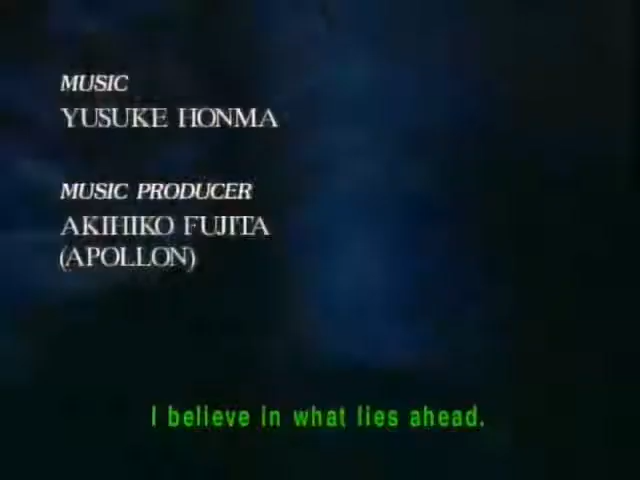 MUSIC
YUSUKE HONMA
MUSIC PRODUCER
AKIHIKO FUJITA
(APOLLON)
I believe in what lies ahead.